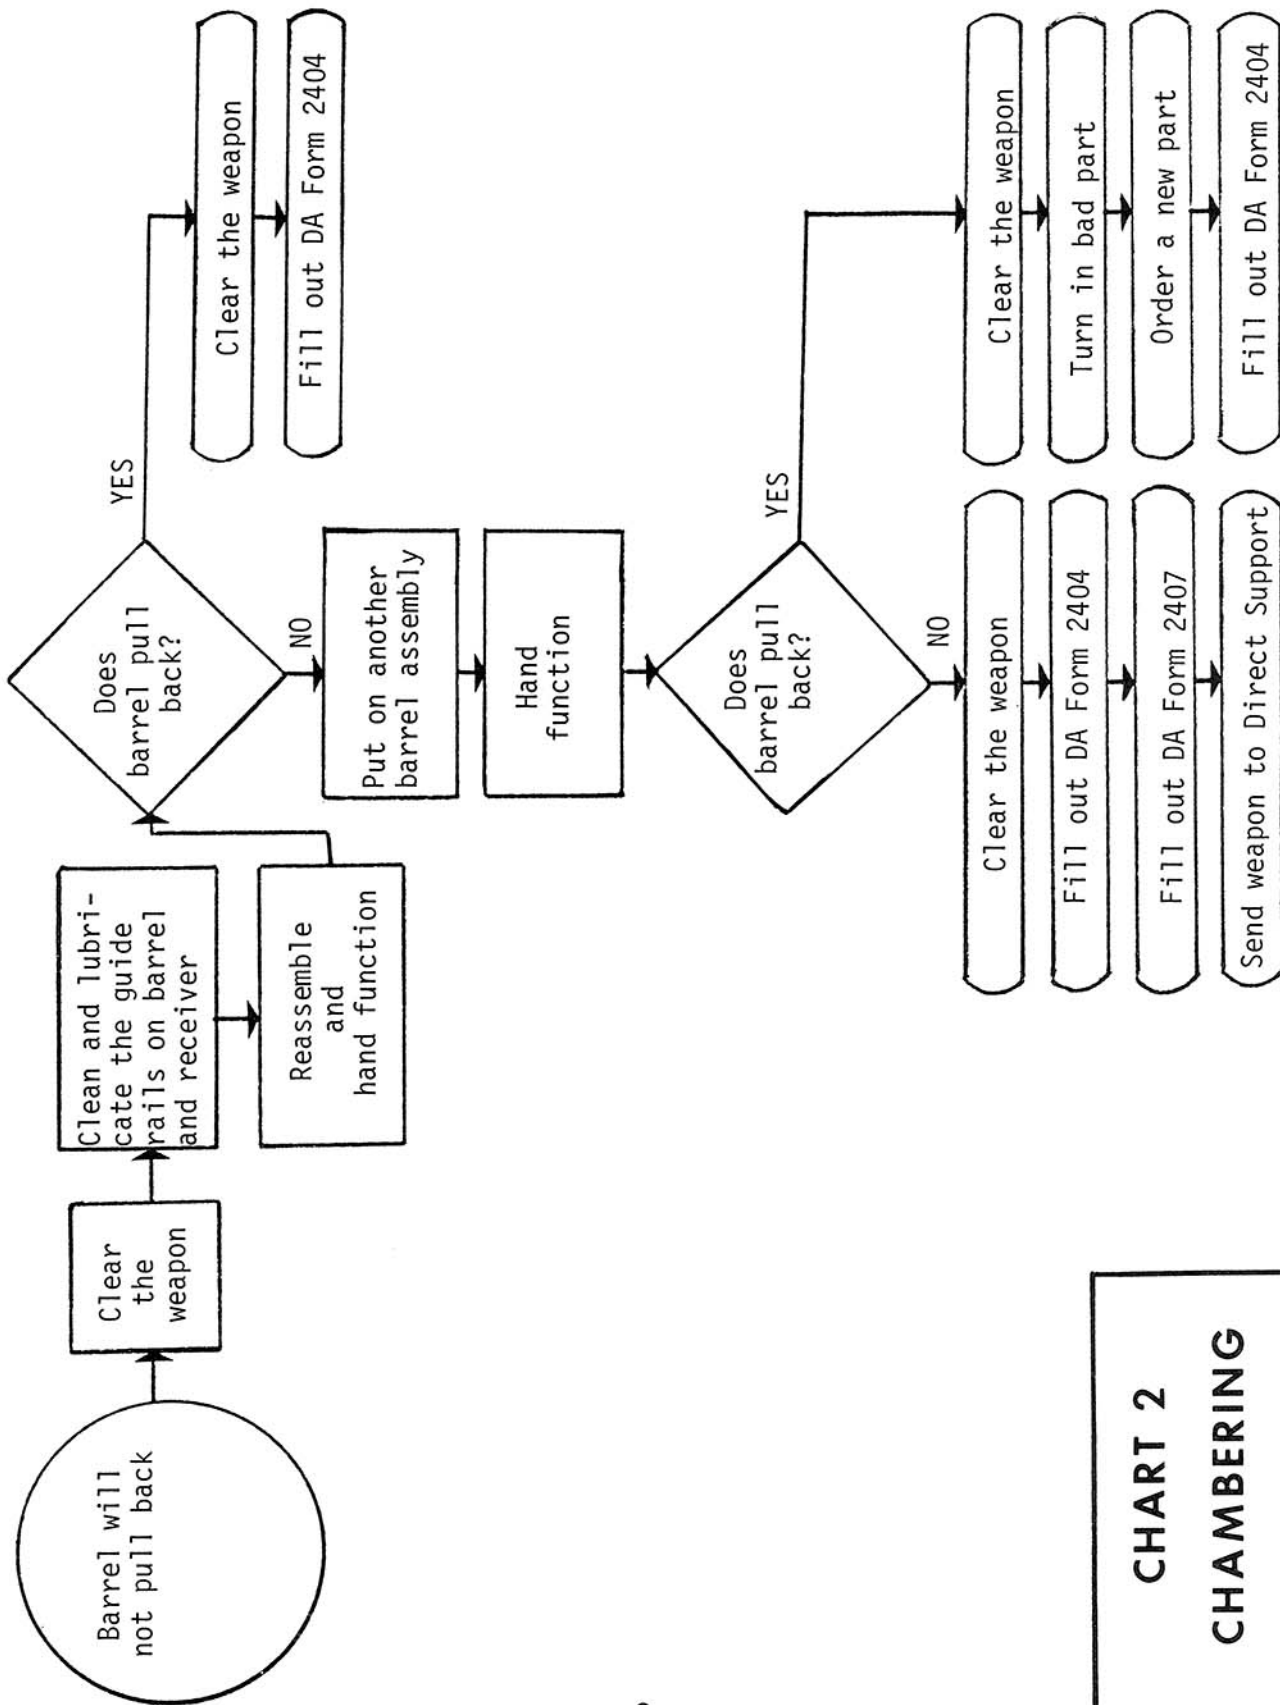 Barrel will
not pull back
Clear
the
weapon
Clean and lubri-
cate the guide
rails on barrel
and receiver
Reassemble
and
hand function
Does
barrel pull
back?
YES
Clear the weapon
Fill out DA Form 2404
NO
Put on another
barrel assembly
Hand
function
Does
barrel pull
back?
YES
Clear the weapon
Turn in bad part
Order a new part
Fill out DA Form 2404
NO
Clear the weapon
Fill out DA Form 2404
Fill out DA Form 2407
Send weapon to Direct Support
CHART 2
CHAMBERING